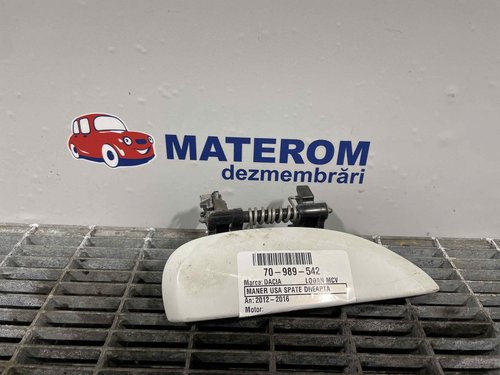 MATEROM
dezmembrări
70-989-542
Marca: DACIA LOGAN MCV
MANER USA SPATE DREAPTA
An: 2012-2016
Motor: